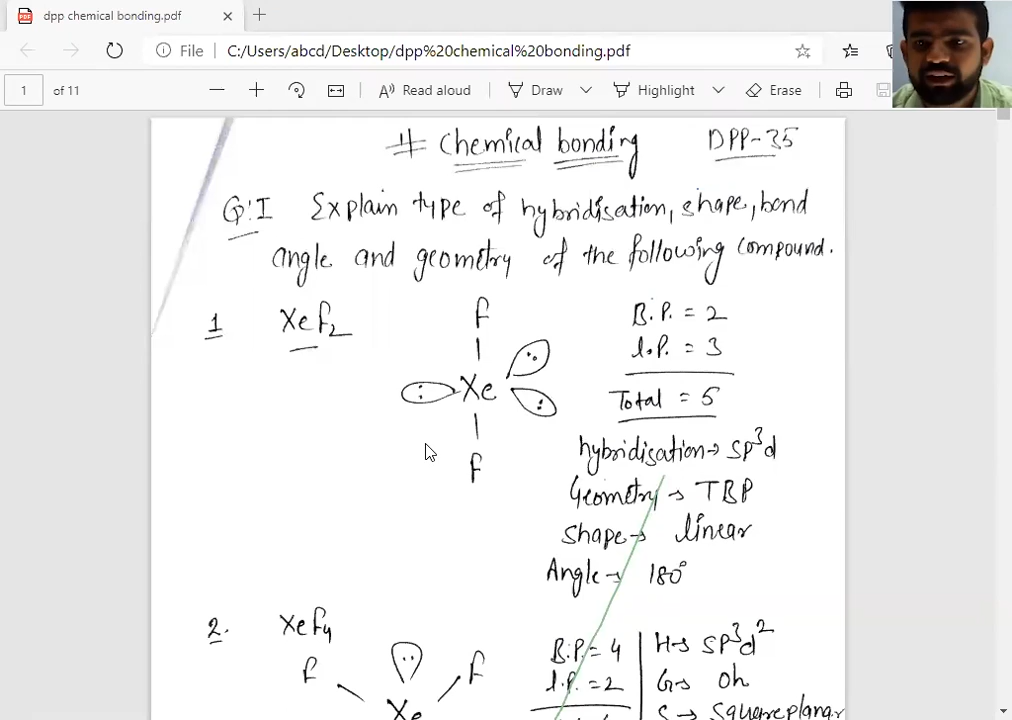 dpp chemical bonding.pdf
File C:/Users/abcd/Desktop/dpp%20chemical%20bonding.pdf
1 of 11 Read aloud Draw Highlight Erase
# Chemical bonding DPP-35
Q:I Explain type of hybridisation, shape, bond
angle and geometry of the following compound.
1 XeF2
F
Xe
F
B.P. = 2
l.P. = 3
Total = 5
hybridisation → sp³d
Geometry → TBP
Shape → linear
Angle → 180°
2. XeF4
F F
Xe
B.P. = 4
l.P. = 2
H → sp³d²
G → Oh
S → Square planar